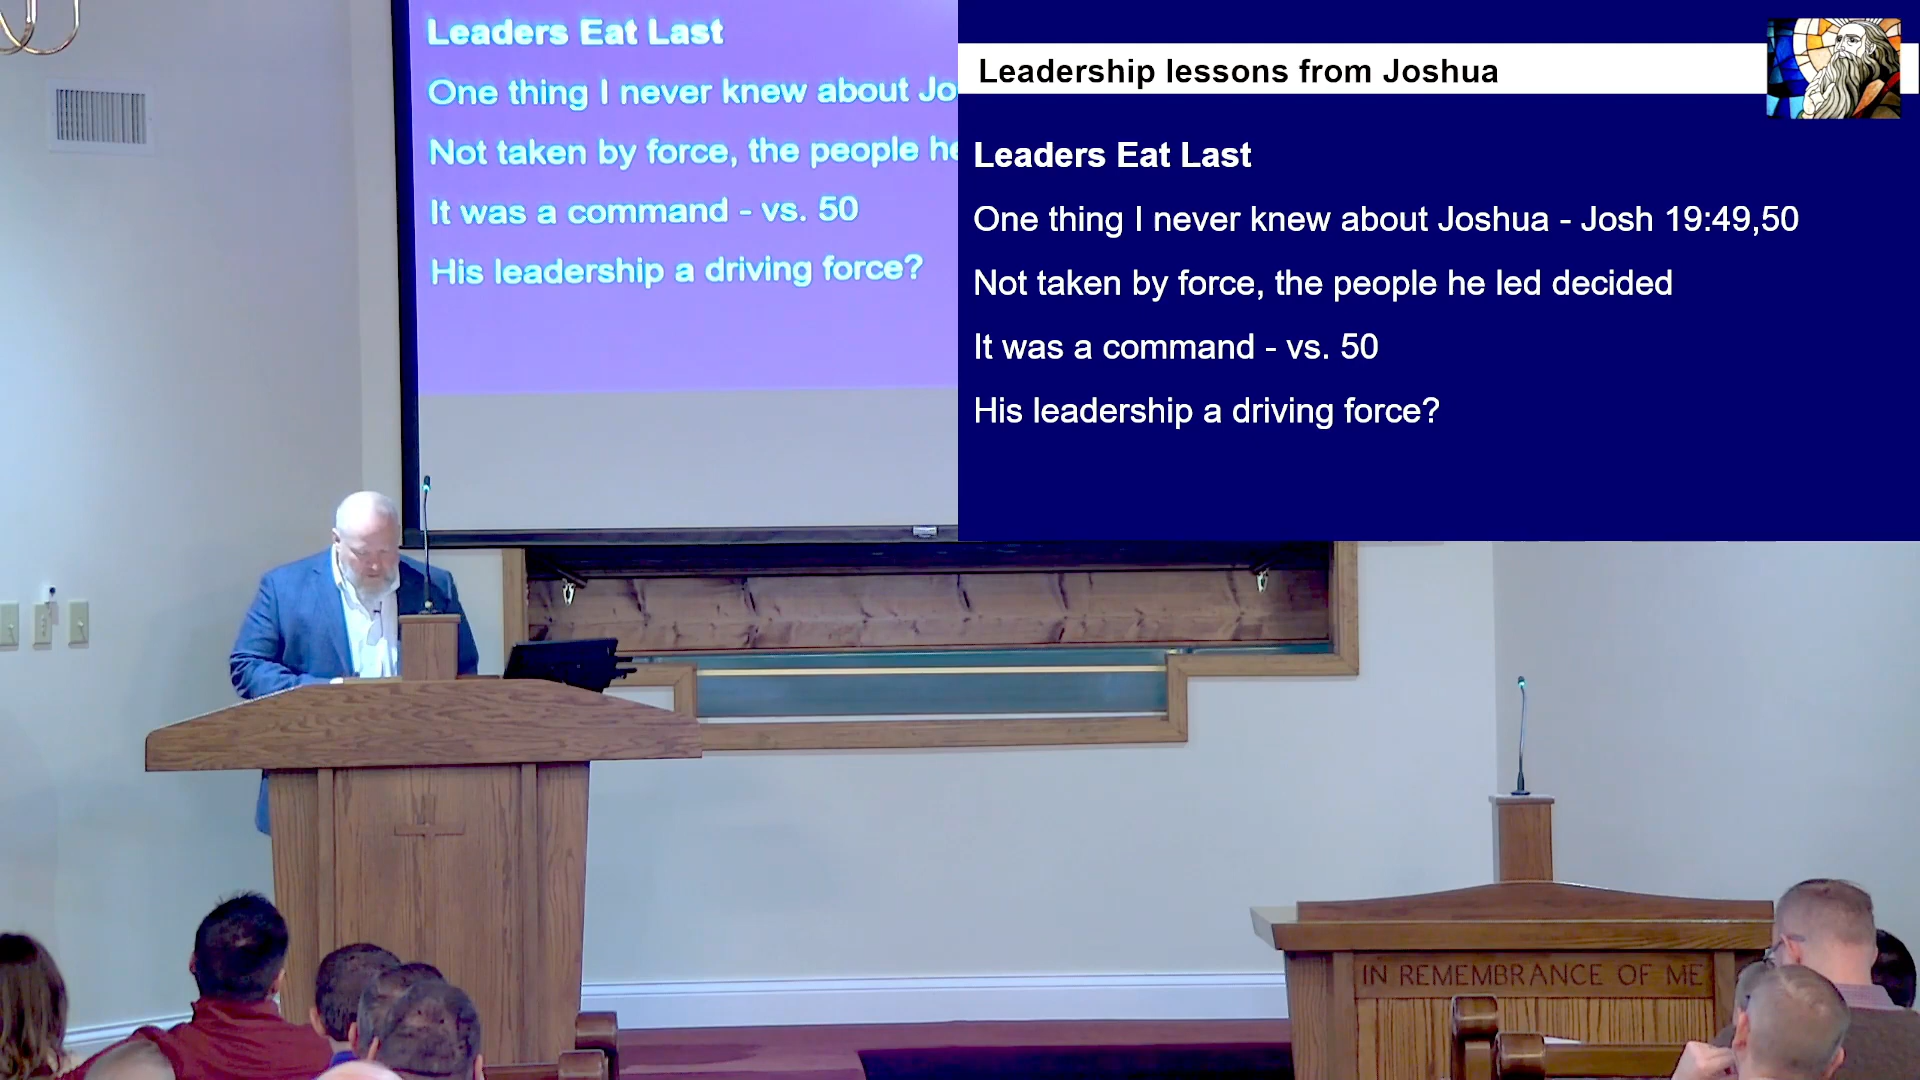 Leaders Eat Last
One thing I never knew about Jo
Not taken by force, the people he
It was a command - vs. 50
His leadership a driving force?
Leadership lessons from Joshua
Leaders Eat Last
One thing I never knew about Joshua - Josh 19:49,50
Not taken by force, the people he led decided
It was a command - vs. 50
His leadership a driving force?
IN REMEMBRANCE OF ME